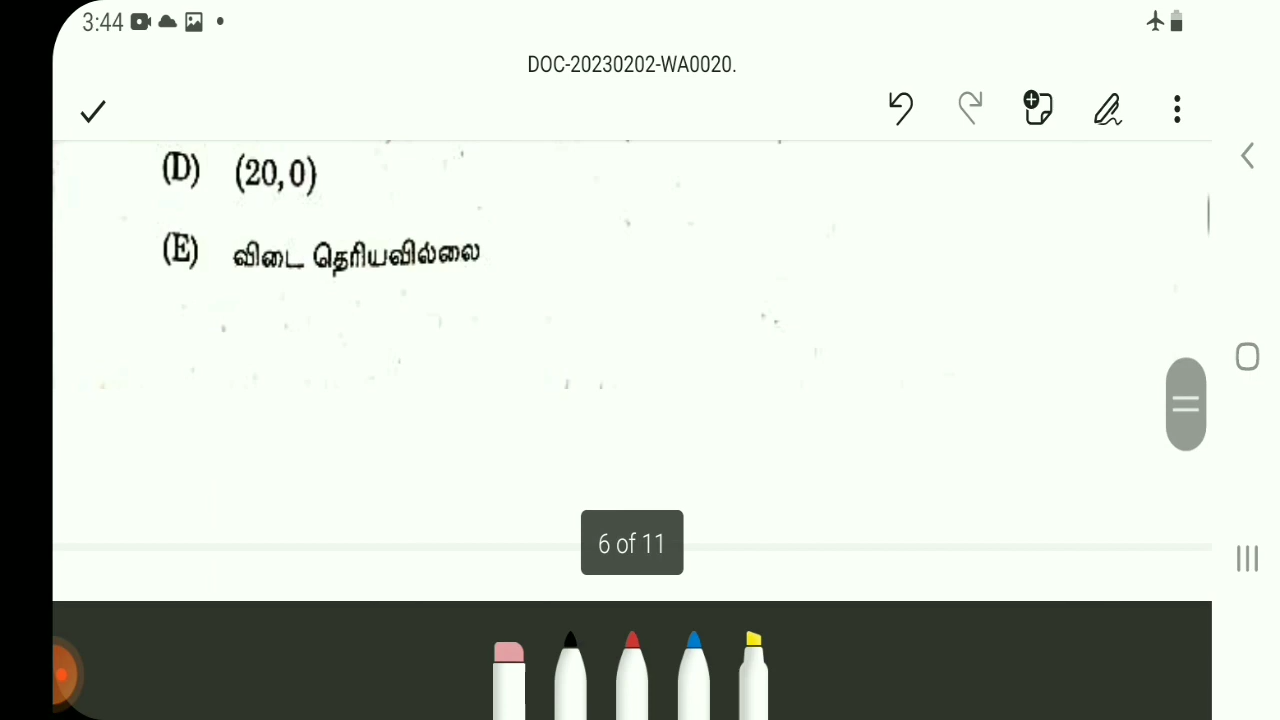 3:44
DOC-20230202-WA0020.
(D) (20, 0)
(E) விடை தெரியவில்லை
6 of 11